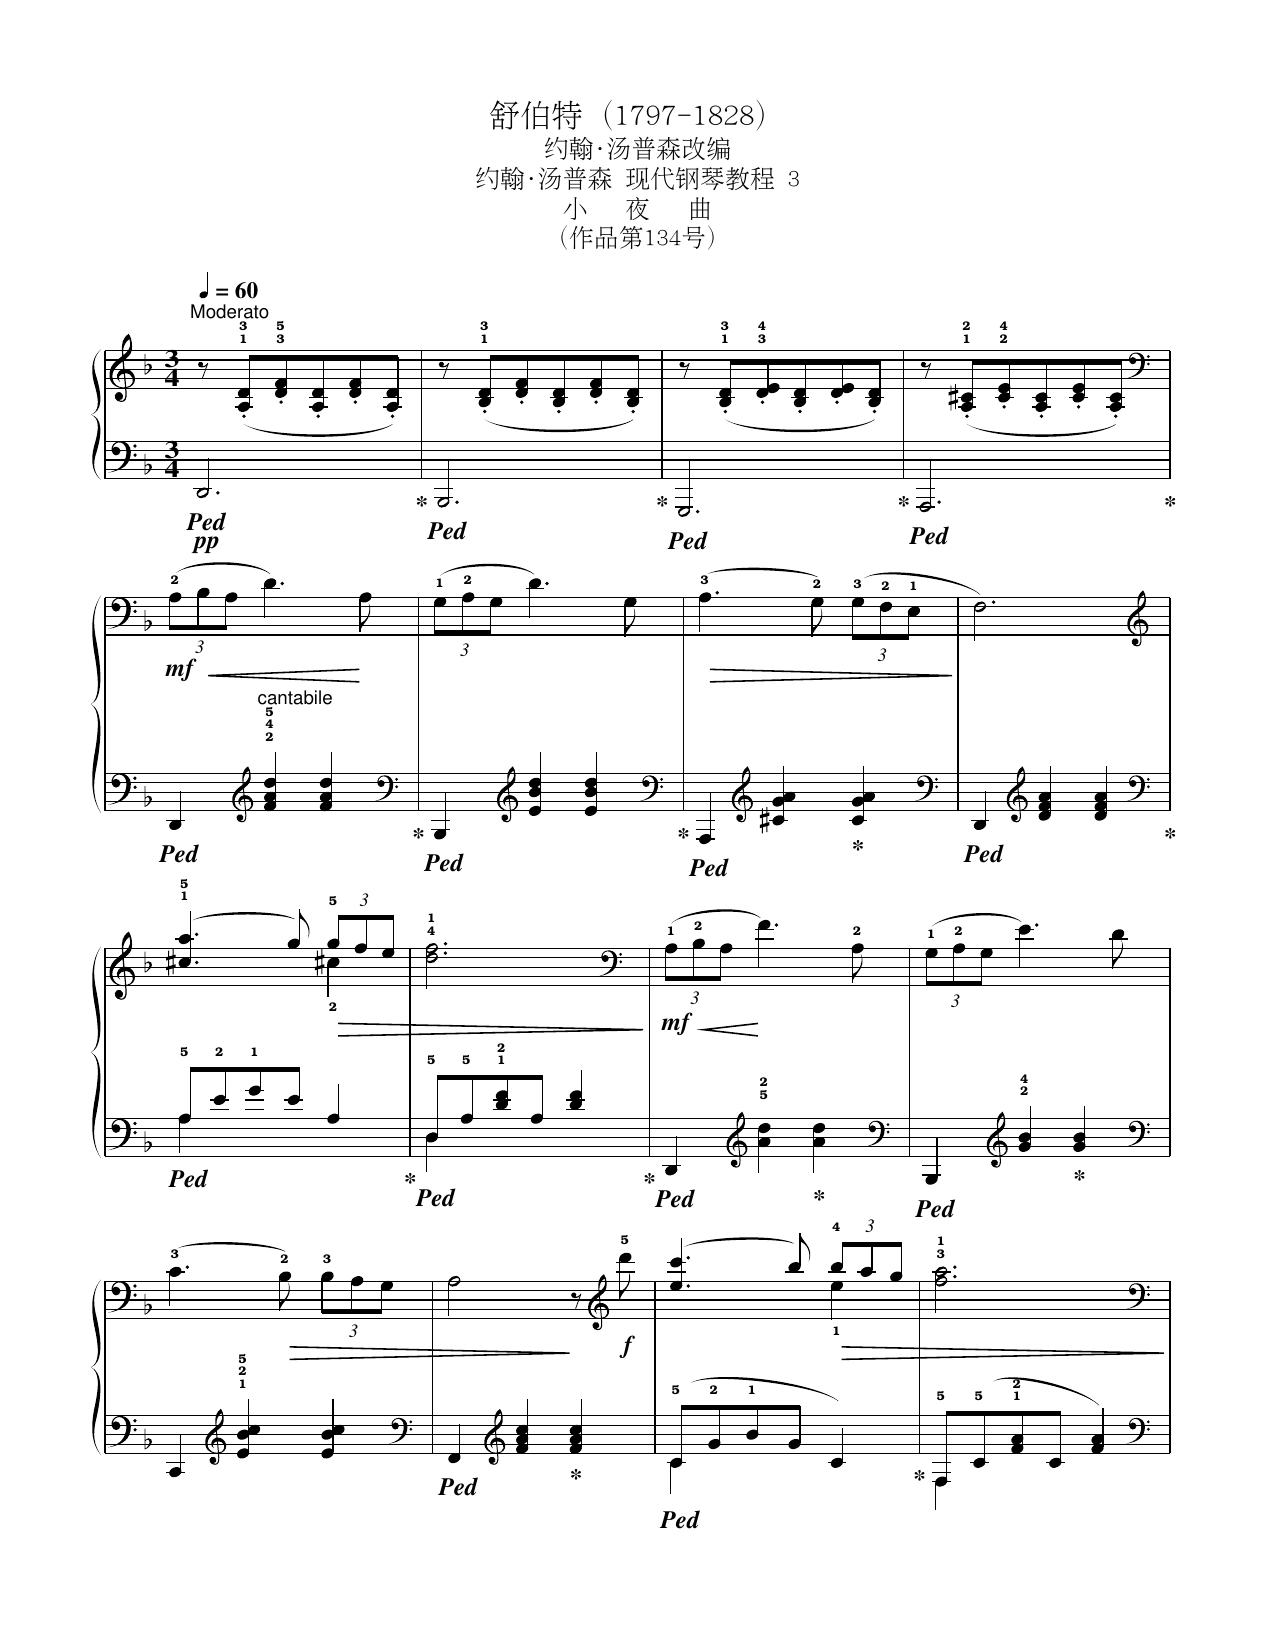 舒伯特 (1797-1828)
约翰·汤普森改编
约翰·汤普森 现代钢琴教程 3
小 夜 曲
(作品第134号)
♩ = 60
Moderato
3 5 3 3 4 2 4
1 3 1 1 3 1 2
3 4
3 4
* * * *
Ped Ped Ped Ped
pp
2 1 2 3 2 3 2 1
3 3 3
mf
cantabile
5
4
2
* * * *
Ped Ped Ped Ped
5 5 3 1 1 2 2 1 2
1 4
2 3 3
mf
5 2 1 5 5 2 2 4
1 5 2
* * * *
Ped Ped Ped Ped
3 2 3 5 4 3 1
3
3 1
f
5 5 2 1 5 5 2
2 1
1
* *
Ped Ped